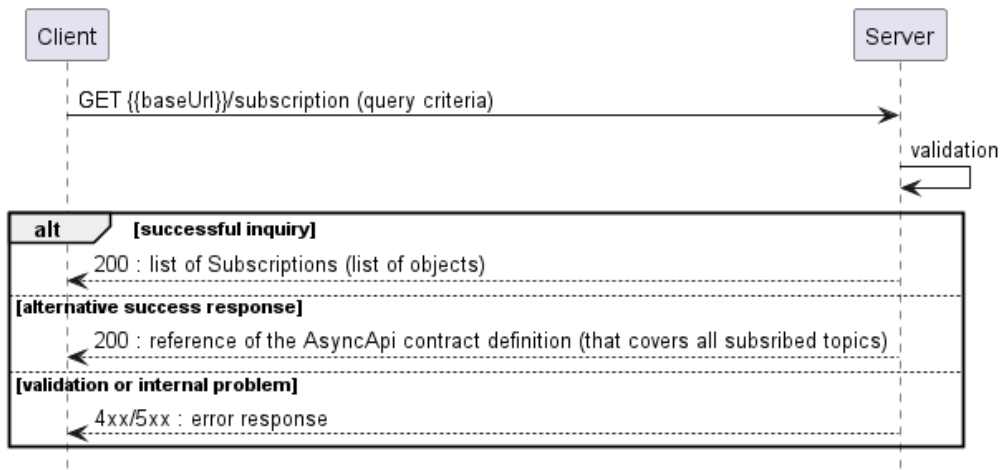 Client
Server
GET {{baseUrl}}/subscription (query criteria)
validation
alt
[successful inquiry]
200 : list of Subscriptions (list of objects)
[alternative success response]
200 : reference of the AsyncApi contract definition (that covers all subsribed topics)
[validation or internal problem]
4xx/5xx : error response